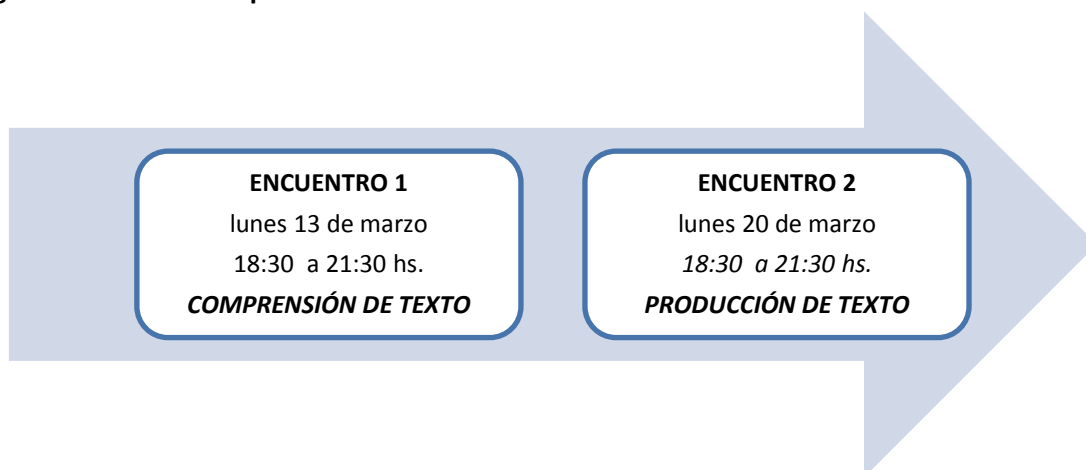 ENCUENTRO 1
lunes 13 de marzo
18:30 a 21:30 hs.
COMPRENSIÓN DE TEXTO
ENCUENTRO 2
lunes 20 de marzo
18:30 a 21:30 hs.
PRODUCCIÓN DE TEXTO